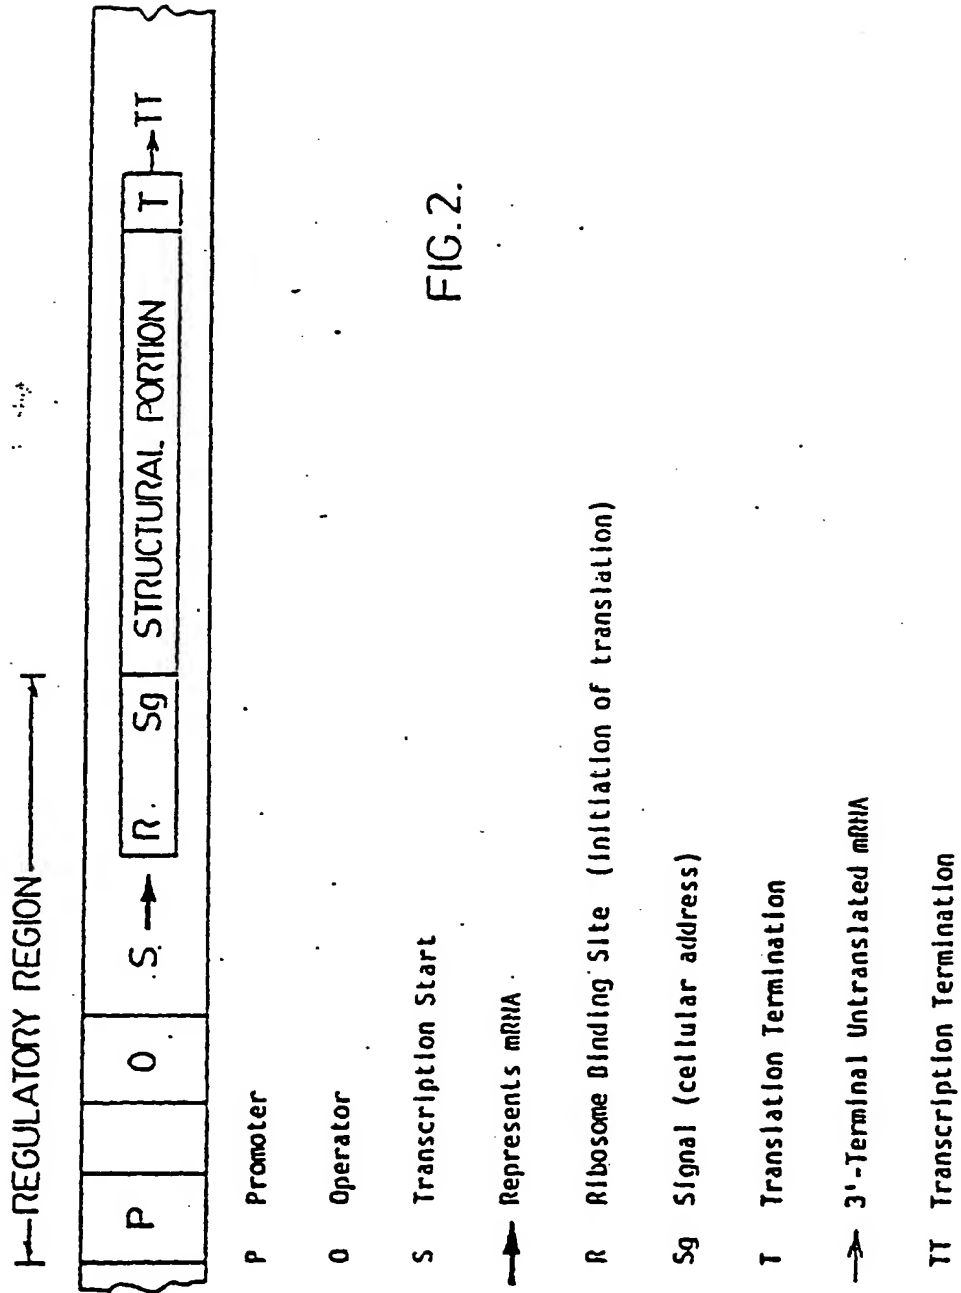 REGULATORY REGION
P O S R Sg STRUCTURAL PORTION T TT
P Promoter
O Operator
S Transcription Start
Represents mRNA
R Ribosome Binding Site (Initiation of translation)
Sg Signal (cellular address)
T Translation Termination
3'-Terminal Untranslated mRNA
TT Transcription Termination
FIG. 2.